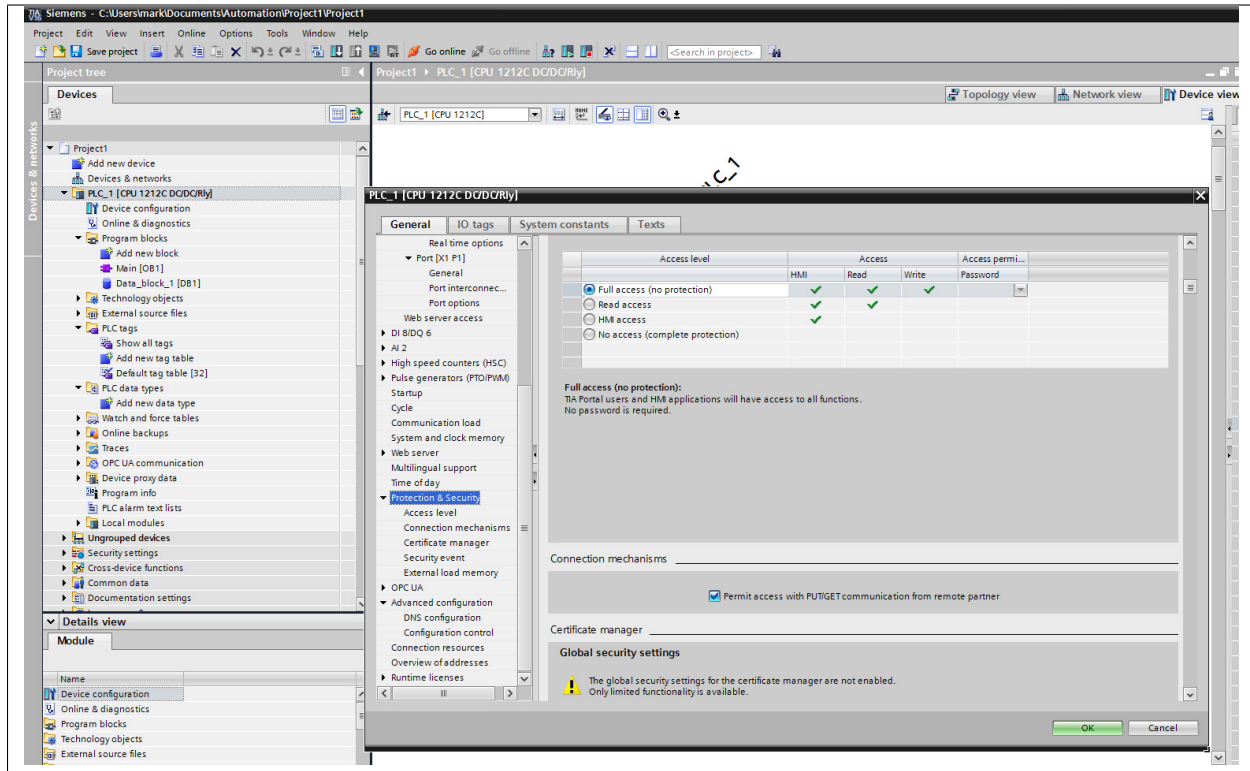 Siemens - C:\Users\mark\Documents\Automation\Project1\Project1
Project Edit View Insert Online Options Tools Window Help
Save project Go online Go offline <Search in project>
Project tree
Devices
Devices & networks
Project1
Add new device
Devices & networks
PLC_1 [CPU 1212C DC/DC/Rly]
Device configuration
Online & diagnostics
Program blocks
Add new block
Main [OB1]
Data_block_1 [DB1]
Technology objects
External source files
PLC tags
Show all tags
Add new tag table
Default tag table [32]
PLC data types
Add new data type
Watch and force tables
Online backups
Traces
OPC UA communication
Device proxy data
Program info
PLC alarm text lists
Local modules
Ungrouped devices
Security settings
Cross-device functions
Common data
Documentation settings
Details view
Module
Name
Device configuration
Online & diagnostics
Program blocks
Technology objects
External source files
Project1 PLC_1 [CPU 1212C DC/DC/Rly]
Topology view Network view Device view
PLC_1 [CPU 1212C]
PLC_1 [CPU 1212C DC/DC/Rly]
General IO tags System constants Texts
Real time options
Port [X1 P1]
General
Port interconnec...
Port options
Web server access
DI 8/DQ 6
AI 2
High speed counters (HSC)
Pulse generators (PTO/PWM)
Startup
Cycle
Communication load
System and clock memory
Web server
Multilingual support
Time of day
Protection & Security
Access level
Connection mechanisms
Certificate manager
Security event
External load memory
OPC UA
Advanced configuration
DNS configuration
Configuration control
Connection resources
Overview of addresses
Runtime licenses
Access level Access Access permi...
HMI Read Write Password
Full access (no protection)
Read access
HMI access
No access (complete protection)
Full access (no protection):
TIA Portal users and HMI applications will have access to all functions.
No password is required.
Connection mechanisms
Permit access with PUT/GET communication from remote partner
Certificate manager
Global security settings
The global security settings for the certificate manager are not enabled.
Only limited functionality is available.
OK Cancel